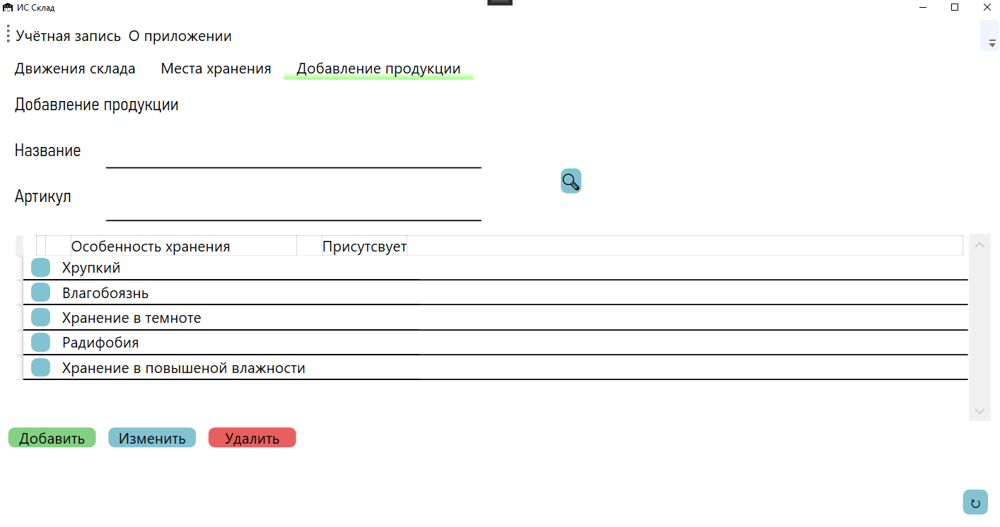 ИС Склад
Учётная запись О приложении
Движения склада Места хранения Добавление продукции
Добавление продукции
Название
Артикул
Особенность хранения Присутсвует
Хрупкий
Влагобоязнь
Хранение в темноте
Радифобия
Хранение в повышеной влажности
Добавить Изменить Удалить